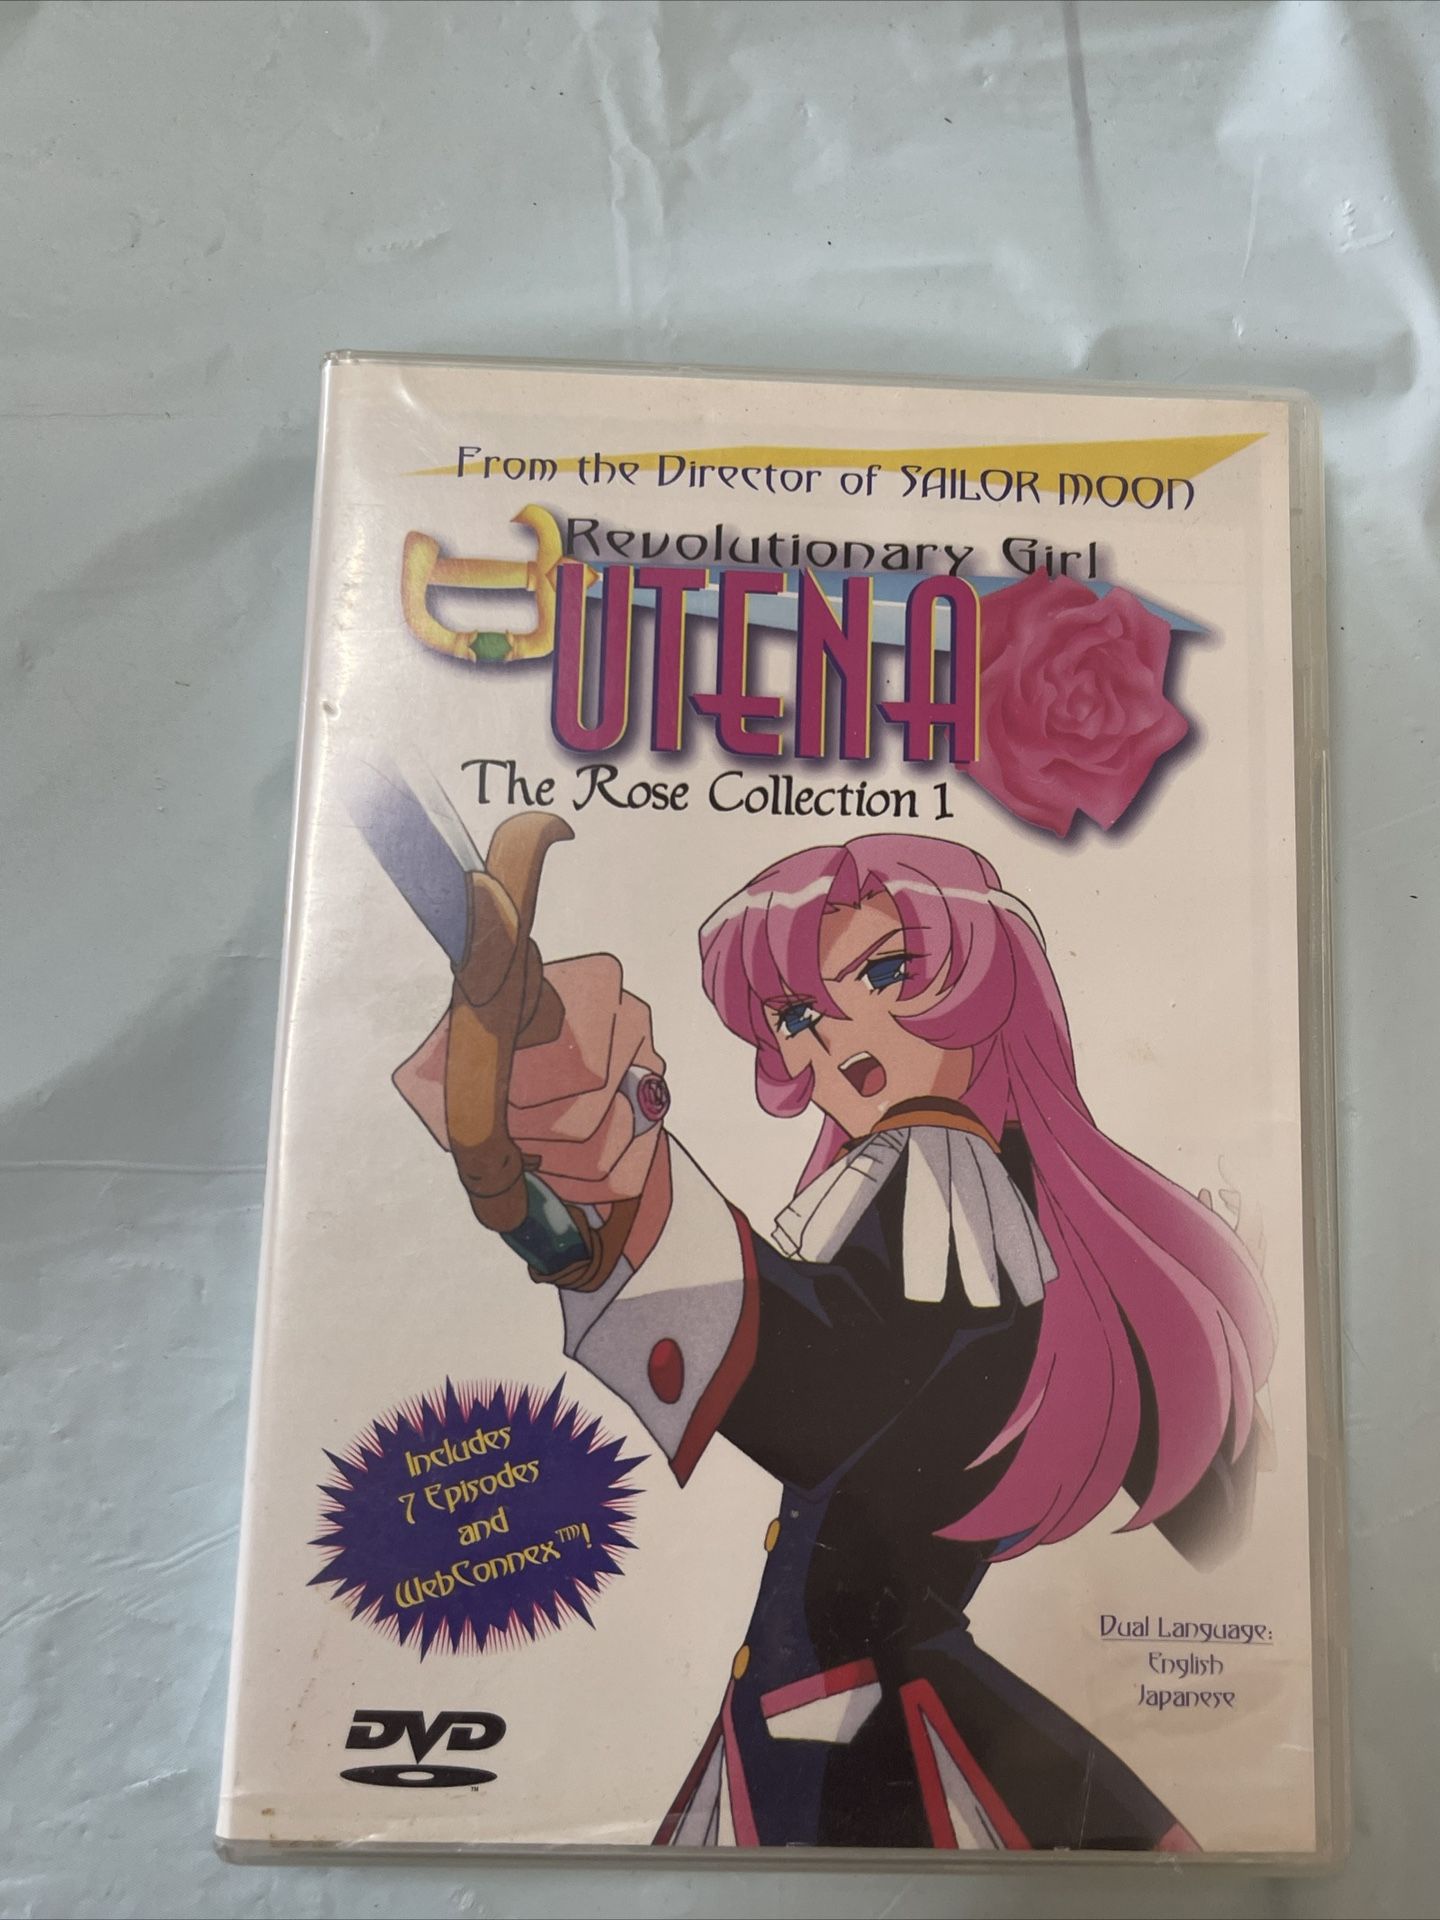 From the Director of SAILOR MOON
Revolutionary Girl
UTENA
The Rose Collection 1
Includes
7 Episodes
and
WebConnex™!
Dual Language:
English
Japanese
DVD
TM